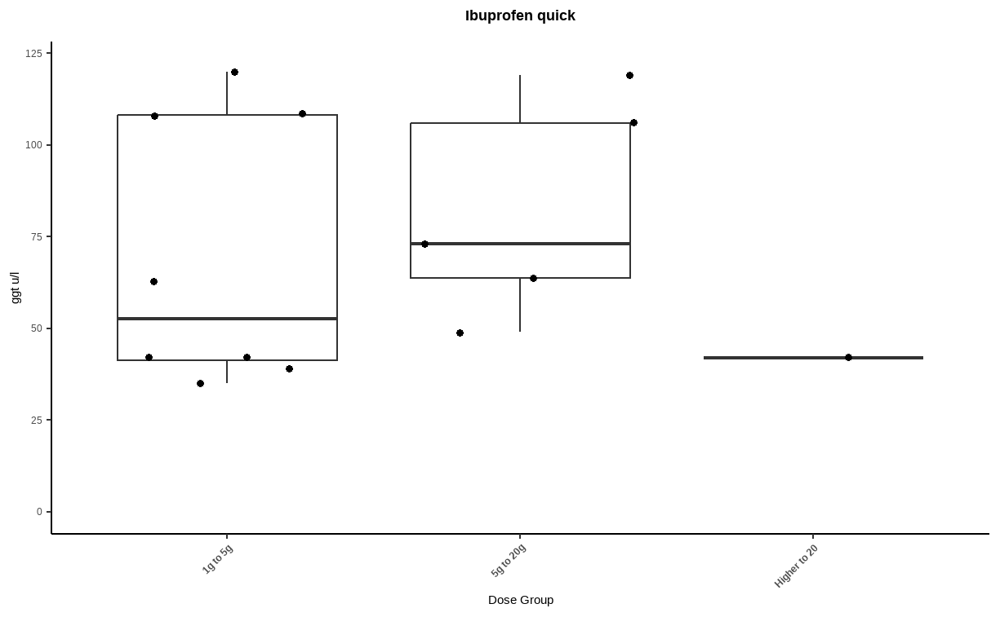 Ibuprofen quick
125
100
75
50
25
0
ggt u/l
1g to 5g
5g to 20g
Higher to 20
Dose Group